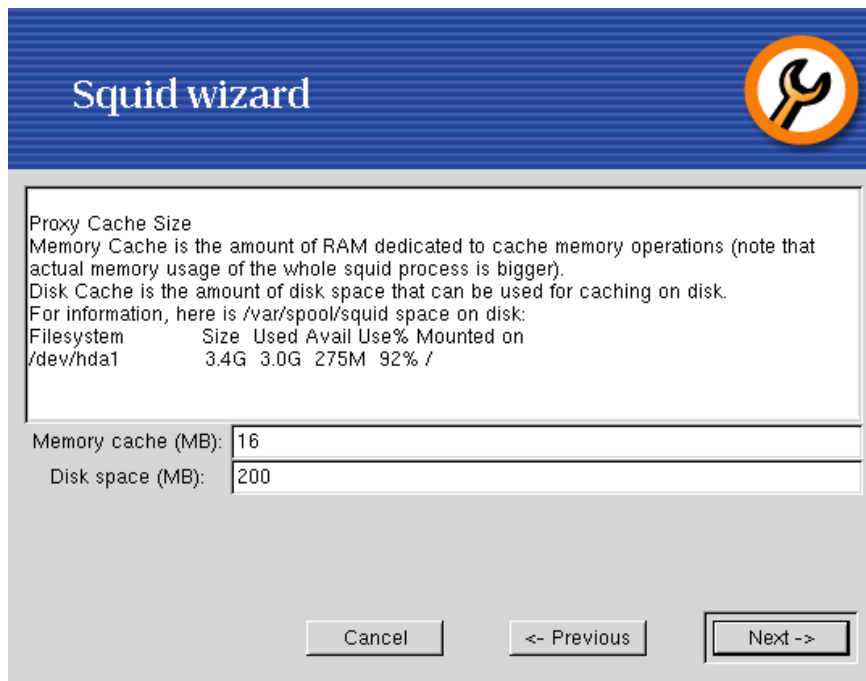 Squid wizard
Proxy Cache Size
Memory Cache is the amount of RAM dedicated to cache memory operations (note that
actual memory usage of the whole squid process is bigger).
Disk Cache is the amount of disk space that can be used for caching on disk.
For information, here is /var/spool/squid space on disk:
Filesystem Size Used Avail Use% Mounted on
/dev/hda1 3.4G 3.0G 275M 92% /
Memory cache (MB): 16
Disk space (MB): 200
Cancel <- Previous Next ->